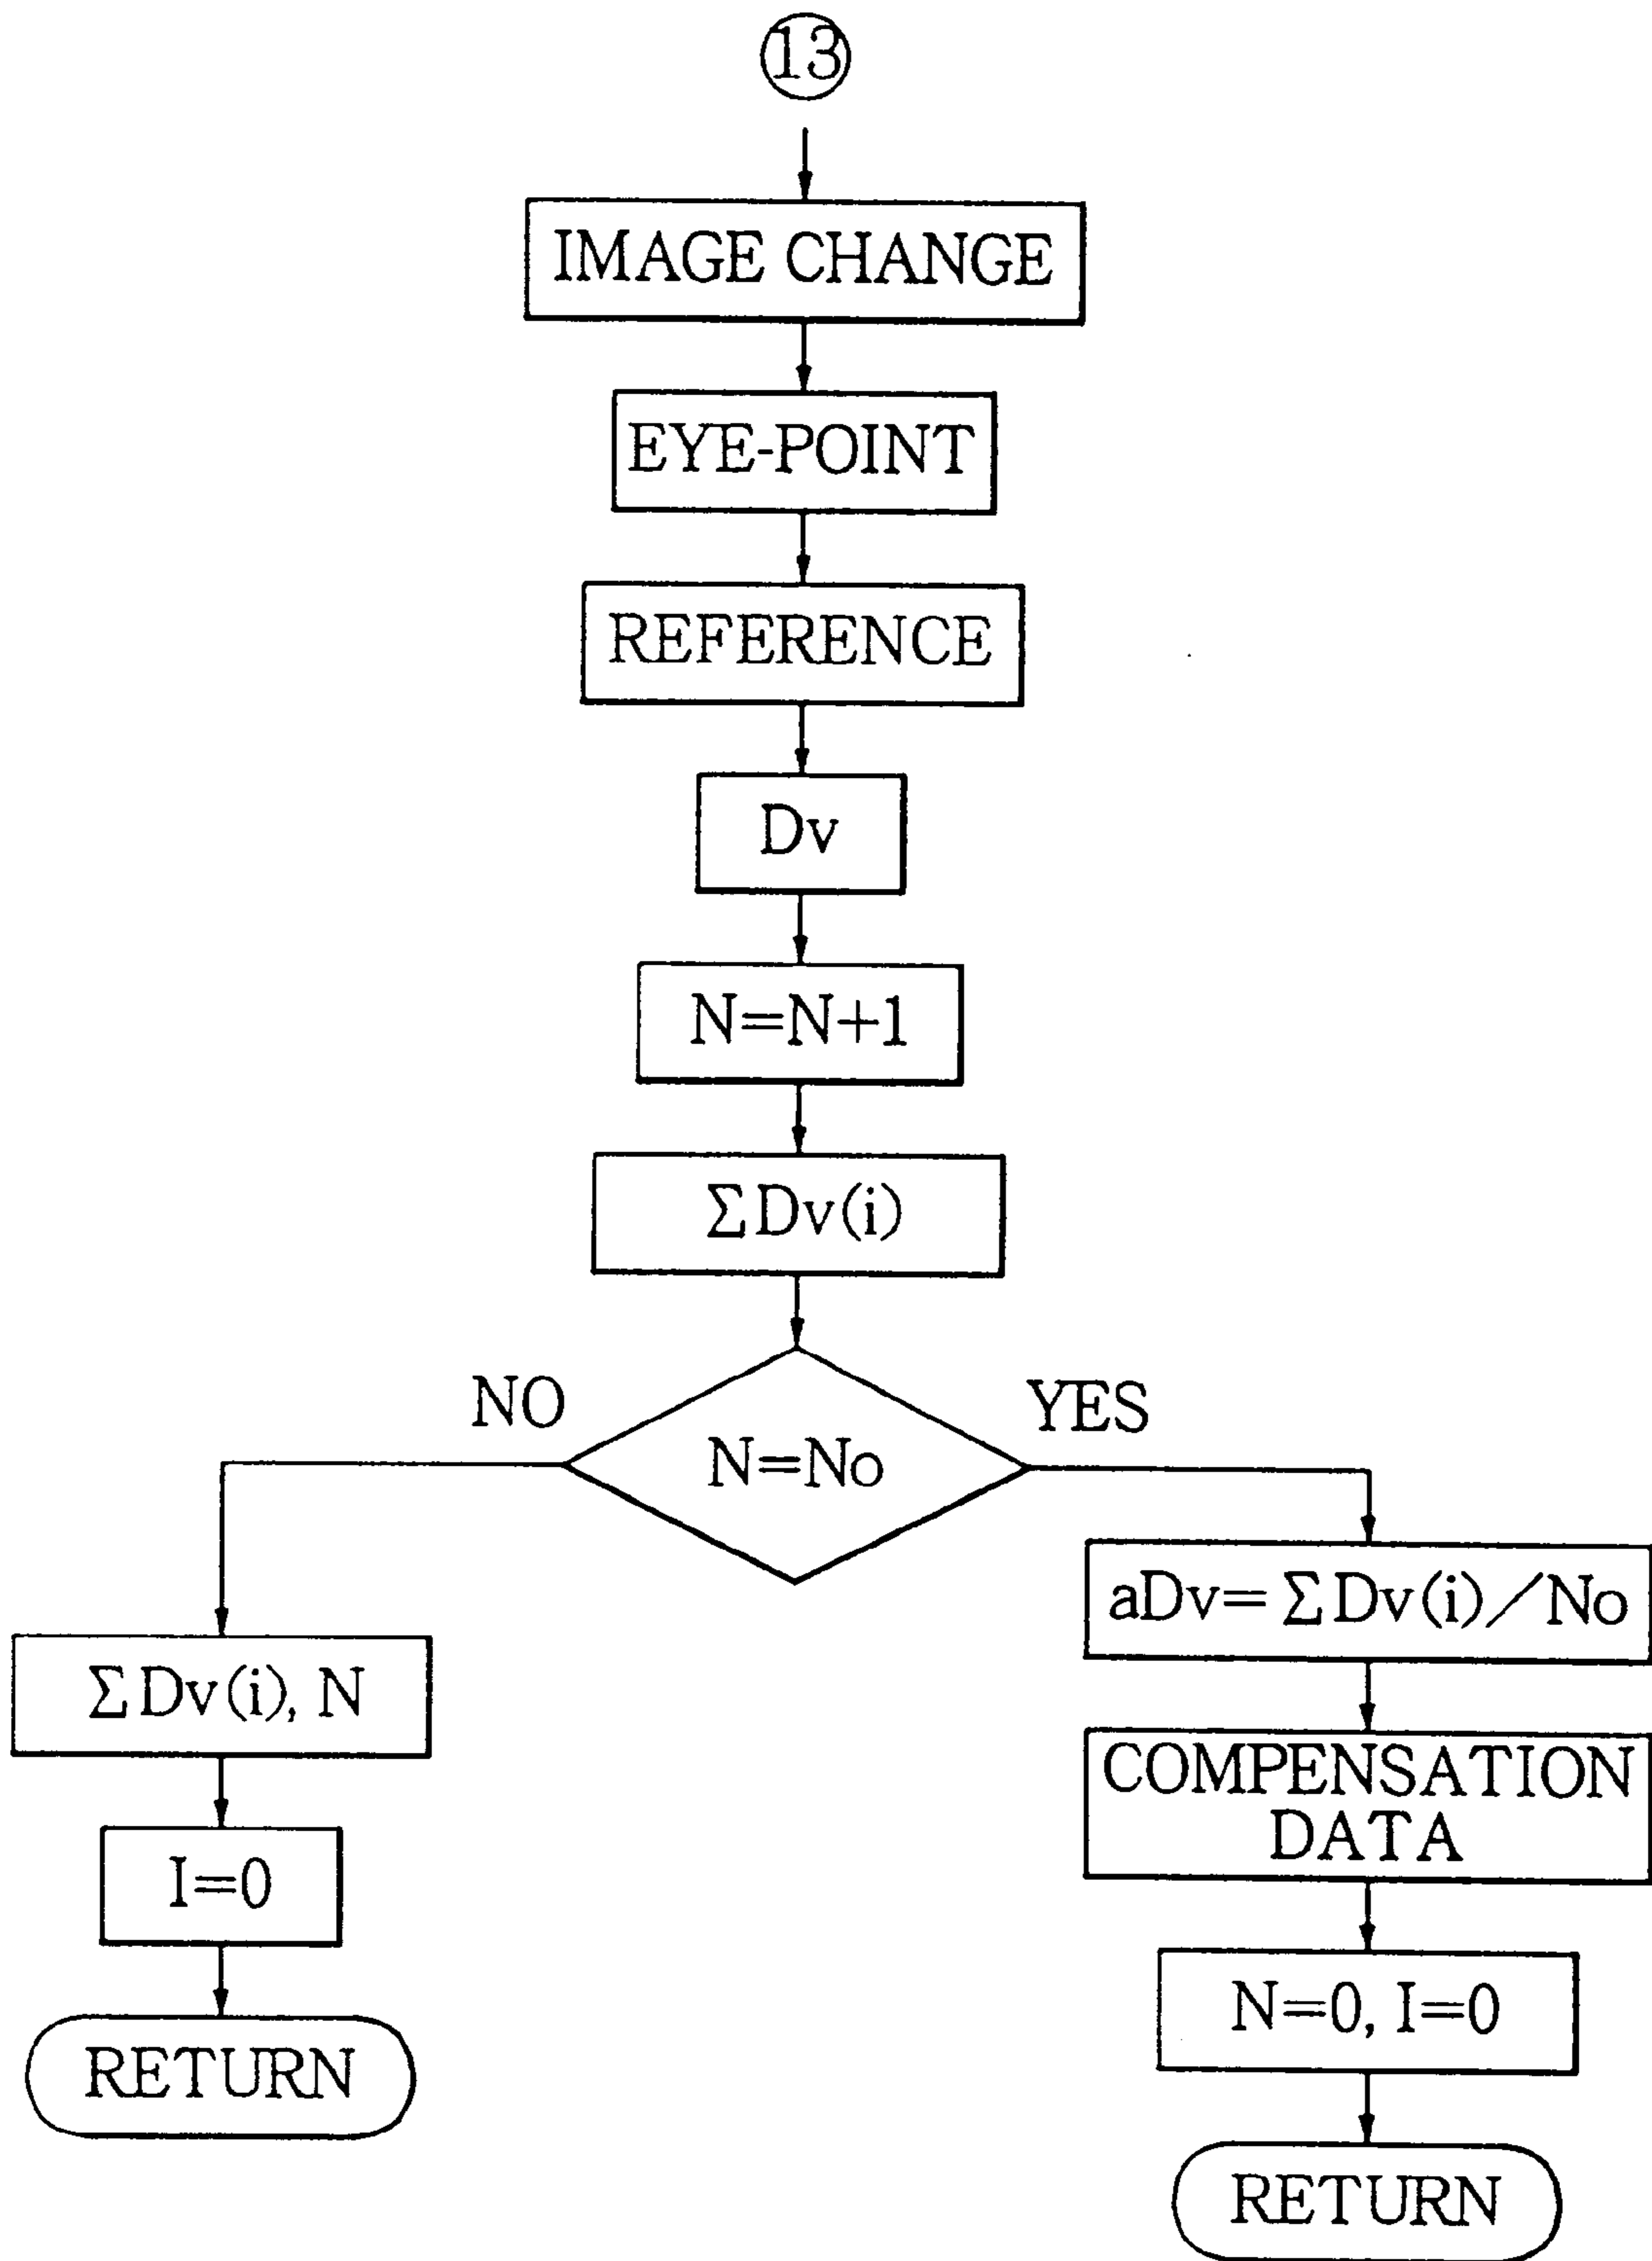 13
IMAGE CHANGE
EYE-POINT
REFERENCE
Dv
N=N+1
ΣDv(i)
NO
YES
N=No
aDv=ΣDv(i)/No
ΣDv(i), N
COMPENSATION
DATA
I=0
N=0, I=0
RETURN
RETURN